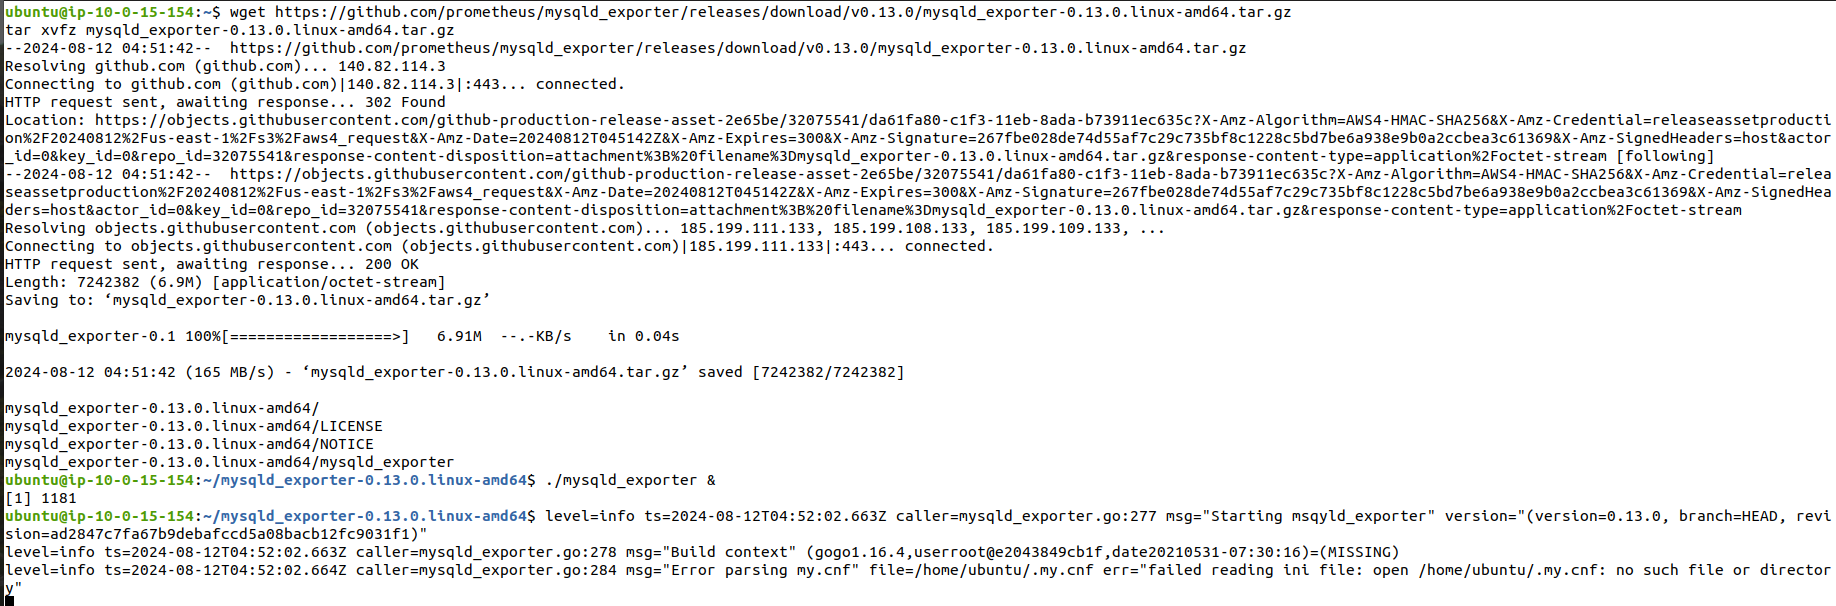 ubuntu@ip-10-0-15-154:~$ wget https://github.com/prometheus/mysqld_exporter/releases/download/v0.13.0/mysqld_exporter-0.13.0.linux-amd64.tar.gz
tar xvfz mysqld_exporter-0.13.0.linux-amd64.tar.gz
--2024-08-12 04:51:42--  https://github.com/prometheus/mysqld_exporter/releases/download/v0.13.0/mysqld_exporter-0.13.0.linux-amd64.tar.gz
Resolving github.com (github.com)... 140.82.114.3
Connecting to github.com (github.com)|140.82.114.3|:443... connected.
HTTP request sent, awaiting response... 302 Found
Location: https://objects.githubusercontent.com/github-production-release-asset-2e65be/32075541/da61fa80-c1f3-11eb-8ada-b73911ec635c?X-Amz-Algorithm=AWS4-HMAC-SHA256&X-Amz-Credential=releaseassetproducti
on%2F20240812%2Fus-east-1%2Fs3%2Faws4_request&X-Amz-Date=20240812T045142Z&X-Amz-Expires=300&X-Amz-Signature=267fbe028de74d55af7c29c735bf8c1228c5bd7be6a938e9b0a2ccbea3c61369&X-Amz-SignedHeaders=host&actor
_id=0&key_id=0&repo_id=32075541&response-content-disposition=attachment%3B%20filename%3Dmysqld_exporter-0.13.0.linux-amd64.tar.gz&response-content-type=application%2Foctet-stream [following]
--2024-08-12 04:51:42--  https://objects.githubusercontent.com/github-production-release-asset-2e65be/32075541/da61fa80-c1f3-11eb-8ada-b73911ec635c?X-Amz-Algorithm=AWS4-HMAC-SHA256&X-Amz-Credential=relea
seassetproduction%2F20240812%2Fus-east-1%2Fs3%2Faws4_request&X-Amz-Date=20240812T045142Z&X-Amz-Expires=300&X-Amz-Signature=267fbe028de74d55af7c29c735bf8c1228c5bd7be6a938e9b0a2ccbea3c61369&X-Amz-SignedHea
ders=host&actor_id=0&key_id=0&repo_id=32075541&response-content-disposition=attachment%3B%20filename%3Dmysqld_exporter-0.13.0.linux-amd64.tar.gz&response-content-type=application%2Foctet-stream
Resolving objects.githubusercontent.com (objects.githubusercontent.com)... 185.199.111.133, 185.199.108.133, 185.199.109.133, ...
Connecting to objects.githubusercontent.com (objects.githubusercontent.com)|185.199.111.133|:443... connected.
HTTP request sent, awaiting response... 200 OK
Length: 7242382 (6.9M) [application/octet-stream]
Saving to: ‘mysqld_exporter-0.13.0.linux-amd64.tar.gz’
mysqld_exporter-0.1 100%[==================>]   6.91M  --.-KB/s    in 0.04s
2024-08-12 04:51:42 (165 MB/s) - ‘mysqld_exporter-0.13.0.linux-amd64.tar.gz’ saved [7242382/7242382]
mysqld_exporter-0.13.0.linux-amd64/
mysqld_exporter-0.13.0.linux-amd64/LICENSE
mysqld_exporter-0.13.0.linux-amd64/NOTICE
mysqld_exporter-0.13.0.linux-amd64/mysqld_exporter
ubuntu@ip-10-0-15-154:~/mysqld_exporter-0.13.0.linux-amd64$ ./mysqld_exporter &
[1] 1181
ubuntu@ip-10-0-15-154:~/mysqld_exporter-0.13.0.linux-amd64$ level=info ts=2024-08-12T04:52:02.663Z caller=mysqld_exporter.go:277 msg="Starting msqyld_exporter" version="(version=0.13.0, branch=HEAD, revi
sion=ad2847c7fa67b9debafccd5a08bacb12fc9031f1)"
level=info ts=2024-08-12T04:52:02.663Z caller=mysqld_exporter.go:278 msg="Build context" (gogo1.16.4,userroot@e2043849cb1f,date20210531-07:30:16)=(MISSING)
level=info ts=2024-08-12T04:52:02.664Z caller=mysqld_exporter.go:284 msg="Error parsing my.cnf" file=/home/ubuntu/.my.cnf err="failed reading ini file: open /home/ubuntu/.my.cnf: no such file or director
y"